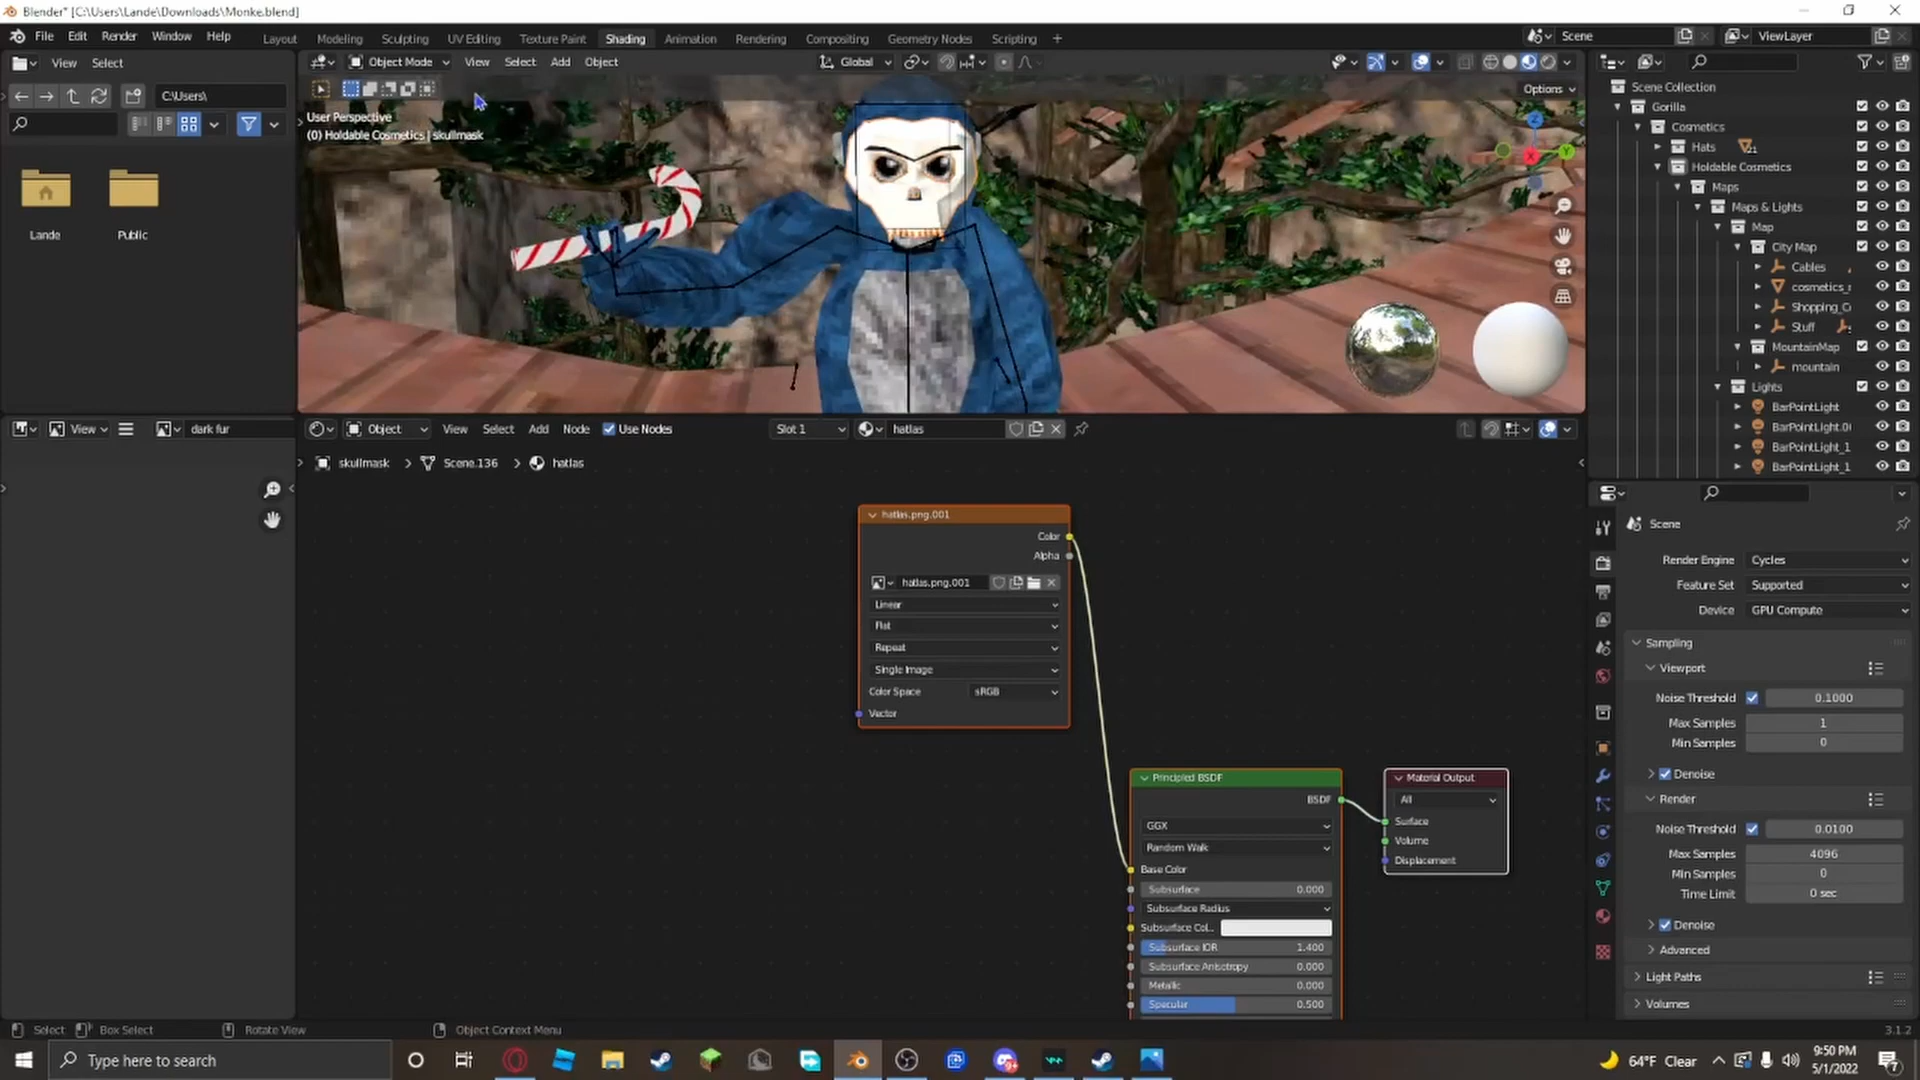 Blender* [C:\Users\Lande\Downloads\Monke.blend]
File Edit Render Window Help
Layout Modeling Sculpting UV Editing Texture Paint Shading Animation Rendering Compositing Geometry Nodes Scripting +
Scene
ViewLayer
View Select
C:\Users\
Lande
Public
Object Mode View Select Add Object
Global
Options
User Perspective
(0) Holdable Cosmetics | skullmask
Z
Y
X
View
dark fur
Object View Select Add Node Use Nodes
Slot 1
hatlas
skullmask > Scene.136 > hatlas
hatlas.png.001
Color
Alpha
hatlas.png.001
Linear
Flat
Repeat
Single Image
Color Space sRGB
Vector
Principled BSDF
BSDF
GGX
Random Walk
Base Color
Subsurface 0.000
Subsurface Radius
Subsurface Col..
Subsurface IOR 1.400
Subsurface Anisotropy 0.000
Metallic 0.000
Specular 0.500
Material Output
All
Surface
Volume
Displacement
Scene Collection
Gorilla
Cosmetics
Hats
Holdable Cosmetics
Maps
Maps & Lights
Map
City Map
Cables
cosmetics_r
Shopping_C
Stuff
MountainMap
mountain
Lights
BarPointLight
BarPointLight.0
BarPointLight_1
BarPointLight_1
Scene
Render Engine Cycles
Feature Set Supported
Device GPU Compute
Sampling
Viewport
Noise Threshold 0.1000
Max Samples 1
Min Samples 0
Denoise
Render
Noise Threshold 0.0100
Max Samples 4096
Min Samples 0
Time Limit 0 sec
Denoise
Advanced
Light Paths
Volumes
Select Box Select Rotate View Object Context Menu
3.1.2
Type here to search
64°F Clear
9:50 PM
5/1/2022